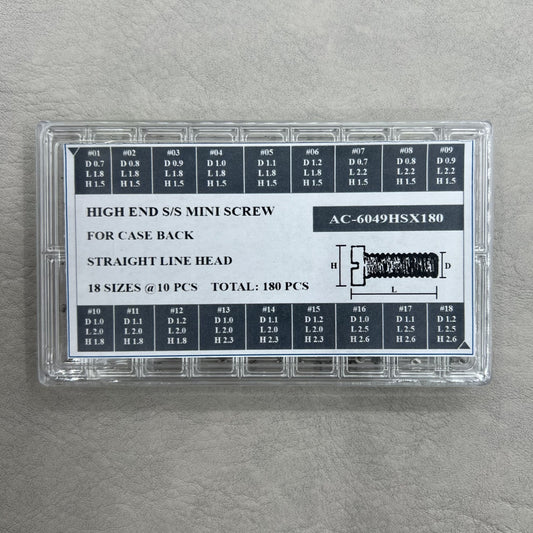 #01 #02 #03 #04 #05 #06 #07 #08 #09
D 0.7 D 0.8 D 0.9 D 1.0 D 1.1 D 1.2 D 0.7 D 0.8 D 0.9
L 1.8 L 1.8 L 1.8 L 1.8 L 1.8 L 1.8 L 2.2 L 2.2 L 2.2
H 1.5 H 1.5 H 1.5 H 1.5 H 1.5 H 1.5 H 1.5 H 1.5 H 1.5
HIGH END S/S MINI SCREW
AC-6049HSX180
FOR CASE BACK
STRAIGHT LINE HEAD
H D
18 SIZES @10 PCS TOTAL: 180 PCS
L
#10 #11 #12 #13 #14 #15 #16 #17 #18
D 1.0 D 1.1 D 1.2 D 1.0 D 1.1 D 1.2 D 1.0 D 1.1 D 1.2
L 2.0 L 2.0 L 2.0 L 2.0 L 2.0 L 2.0 L 2.5 L 2.5 L 2.5
H 1.8 H 1.8 H 1.8 H 2.3 H 2.3 H 2.3 H 2.6 H 2.6 H 2.6